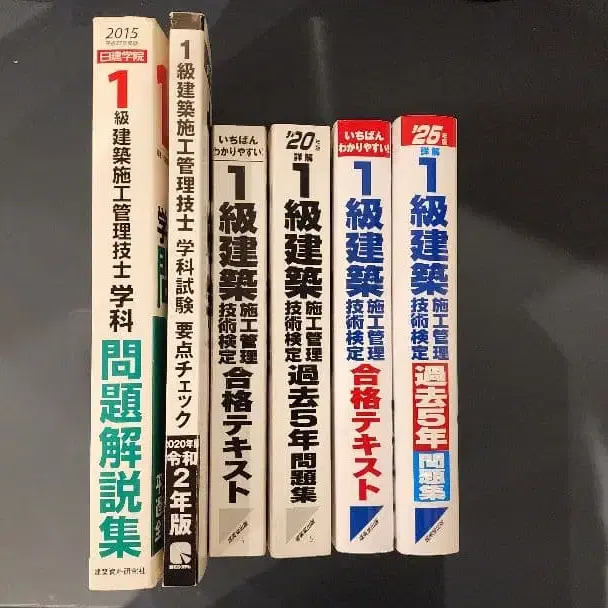 2015
日建学院
1級 建築施工管理技士 学科
問題解説集
建築資料研究社
1級建築施工管理技士 学科試験 要点チェック
2020年版
令和2年版
いちばん
わかりやすい!
1級建築
施工管理
技術検定
合格テキスト
'20年版
詳解
1級建築
施工管理
技術検定
過去5年問題集
いちばん
わかりやすい!
1級建築
施工管理
技術検定
合格テキスト
'25年版
詳解
1級建築
施工管理
技術検定
過去5年
問題集